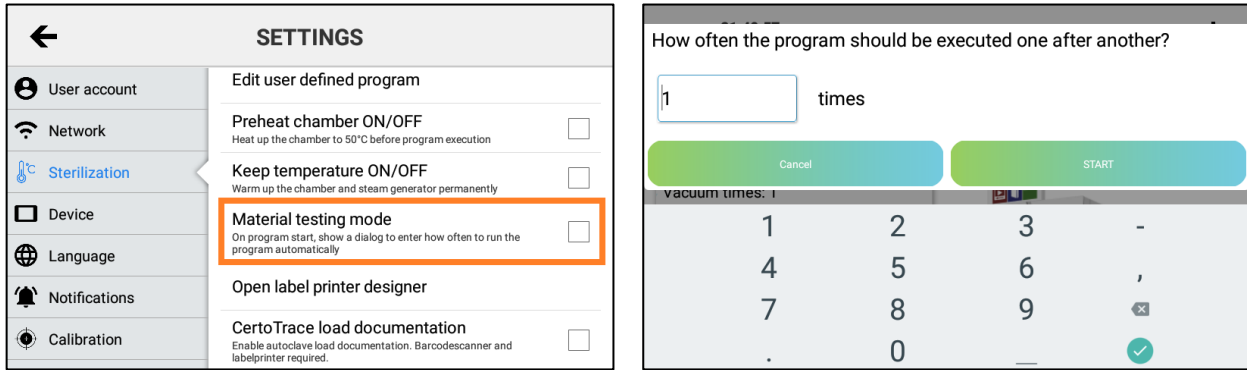 SETTINGS
User account
Network
°C Sterilization
Device
Language
Notifications
Calibration
Edit user defined program
Preheat chamber ON/OFF
Heat up the chamber to 50°C before program execution
Keep temperature ON/OFF
Warm up the chamber and steam generator permanently
Material testing mode
On program start, show a dialog to enter how often to run the
program automatically
Open label printer designer
CertoTrace load documentation
Enable autoclave load documentation. Barcodescanner and
labelprinter required.
How often the program should be executed one after another?
1 times
Cancel START
Vacuum times: 1
1 2 3 -
4 5 6 ,
7 8 9
. 0 _